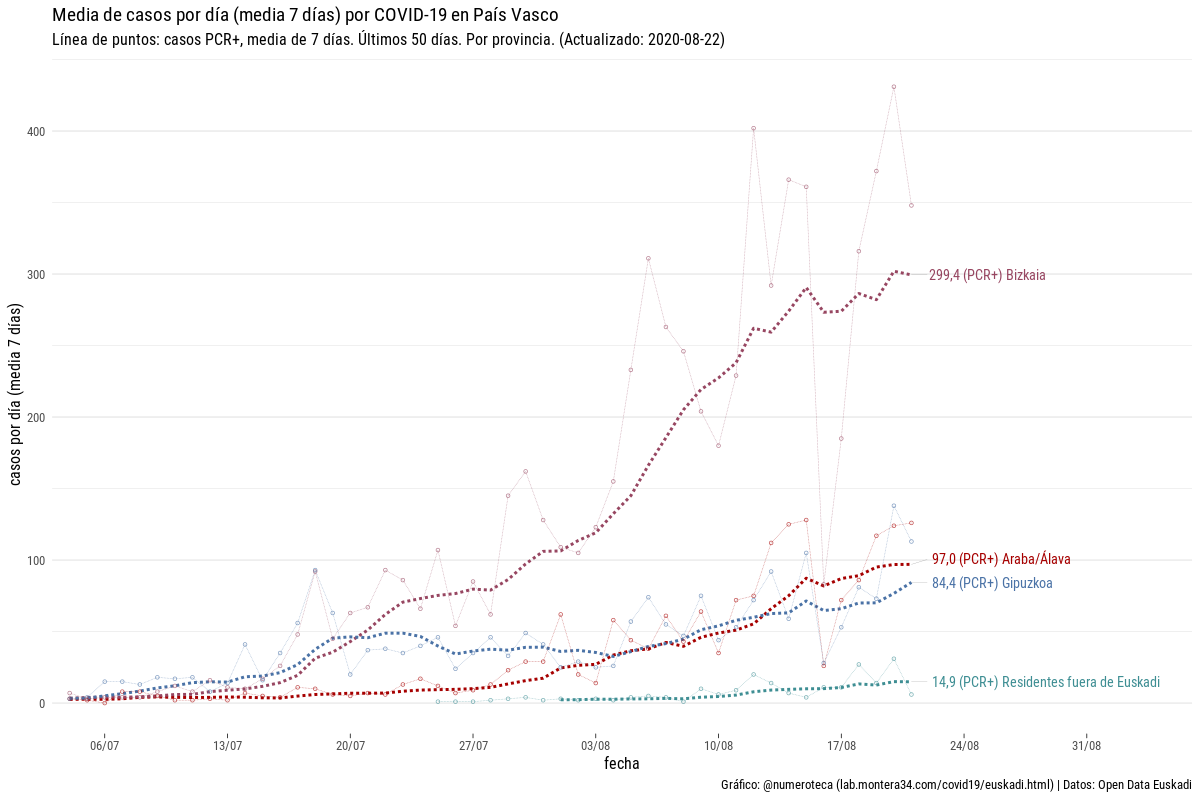 Media de casos por día (media 7 días) por COVID-19 en País Vasco
Línea de puntos: casos PCR+, media de 7 días. Últimos 50 días. Por provincia. (Actualizado: 2020-08-22)
casos por día (media 7 días)
400
300
200
100
0
299,4 (PCR+) Bizkaia
97,0 (PCR+) Araba/Álava
84,4 (PCR+) Gipuzkoa
14,9 (PCR+) Residentes fuera de Euskadi
06/07 13/07 20/07 27/07 03/08 10/08 17/08 24/08 31/08
fecha
Gráfico: @numeroteca (lab.montera34.com/covid19/euskadi.html) | Datos: Open Data Euskadi